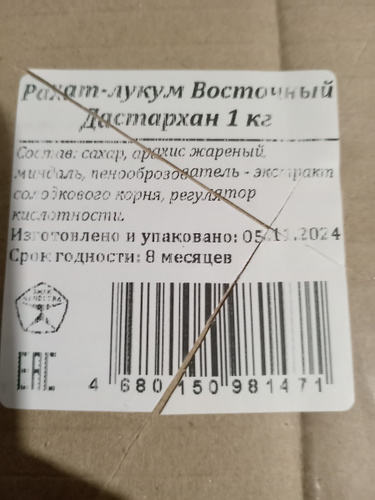 Рахат-лукум Восточный
Дастархан 1 кг
Состав: сахар, арахис жареный,
миндаль, пенооброзователь - экстракт
солодкового корня, регулятор
кислотности.
Изготовлено и упаковано: 05.11.2024
Срок годности: 8 месяцев
ЕАС
4 680150 981471